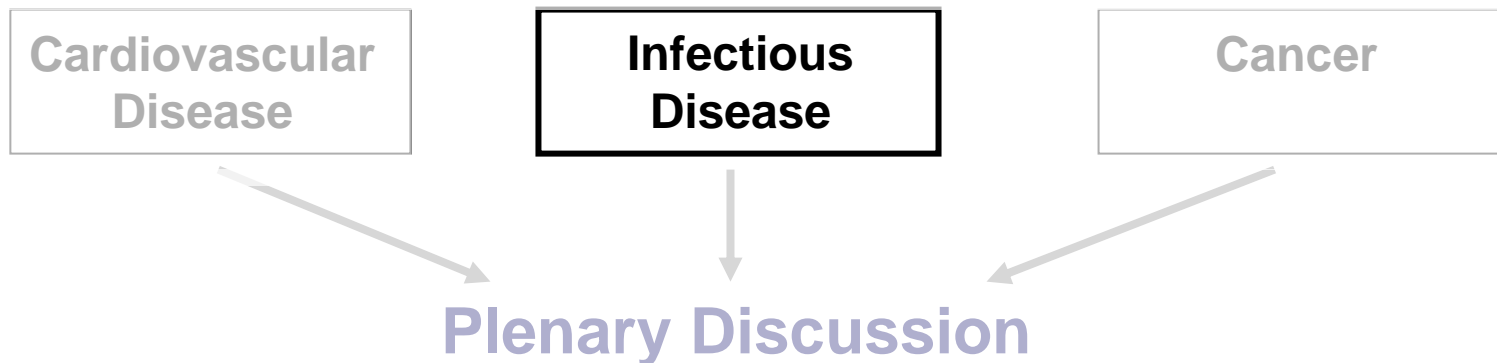 Cardiovascular
Disease
Infectious
Disease
Cancer
Plenary Discussion